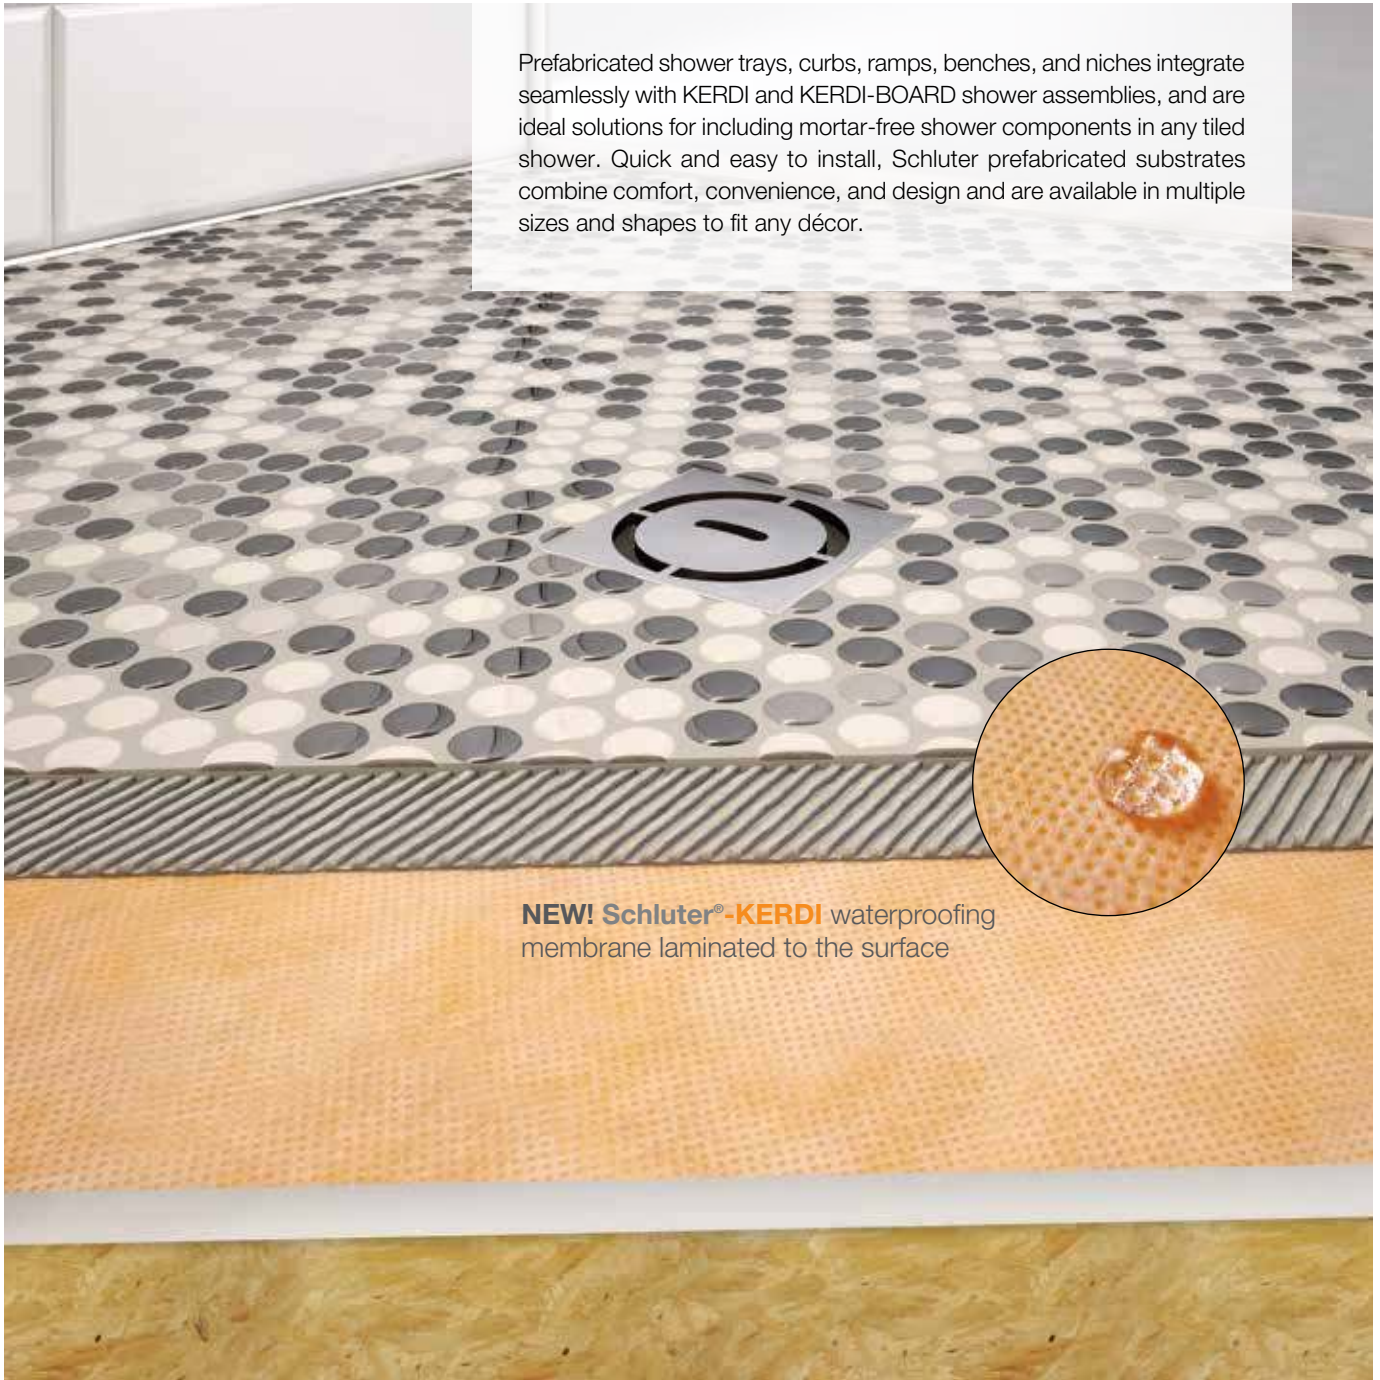 Prefabricated shower trays, curbs, ramps, benches, and niches integrate
seamlessly with KERDI and KERDI-BOARD shower assemblies, and are
ideal solutions for including mortar-free shower components in any tiled
shower. Quick and easy to install, Schluter prefabricated substrates
combine comfort, convenience, and design and are available in multiple
sizes and shapes to fit any décor.
NEW! Schluter®-KERDI waterproofing
membrane laminated to the surface